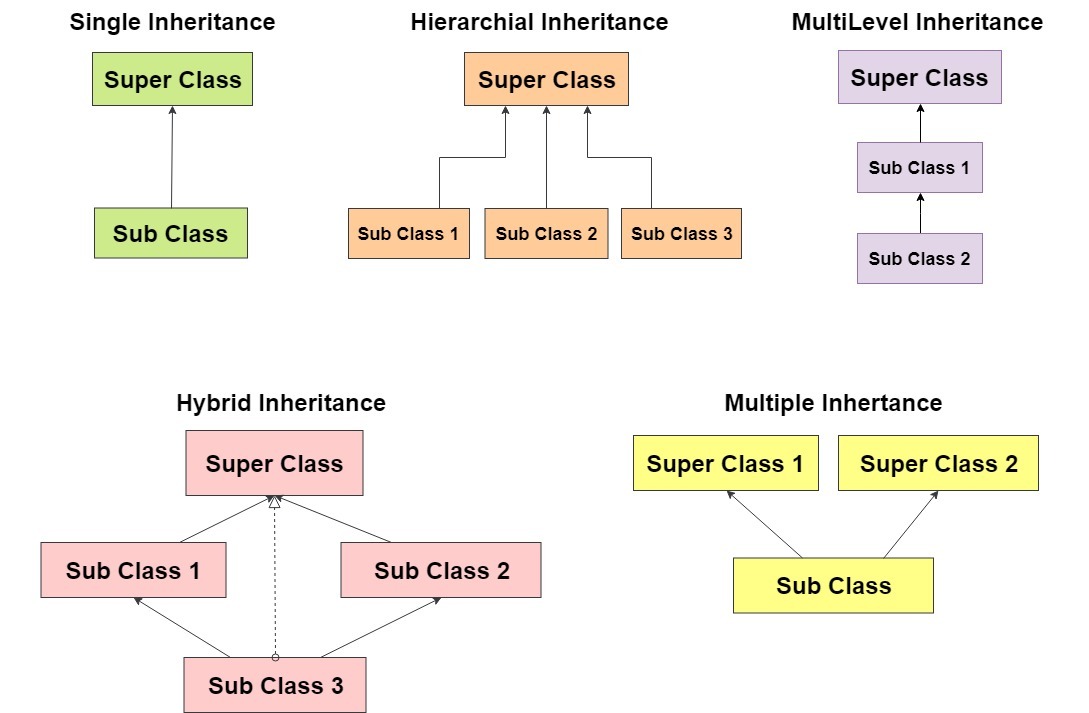 Single Inheritance
Super Class
Sub Class
Hierarchial Inheritance
Super Class
Sub Class 1
Sub Class 2
Sub Class 3
MultiLevel Inheritance
Super Class
Sub Class 1
Sub Class 2
Hybrid Inheritance
Super Class
Sub Class 1
Sub Class 2
Sub Class 3
Multiple Inhertance
Super Class 1
Super Class 2
Sub Class